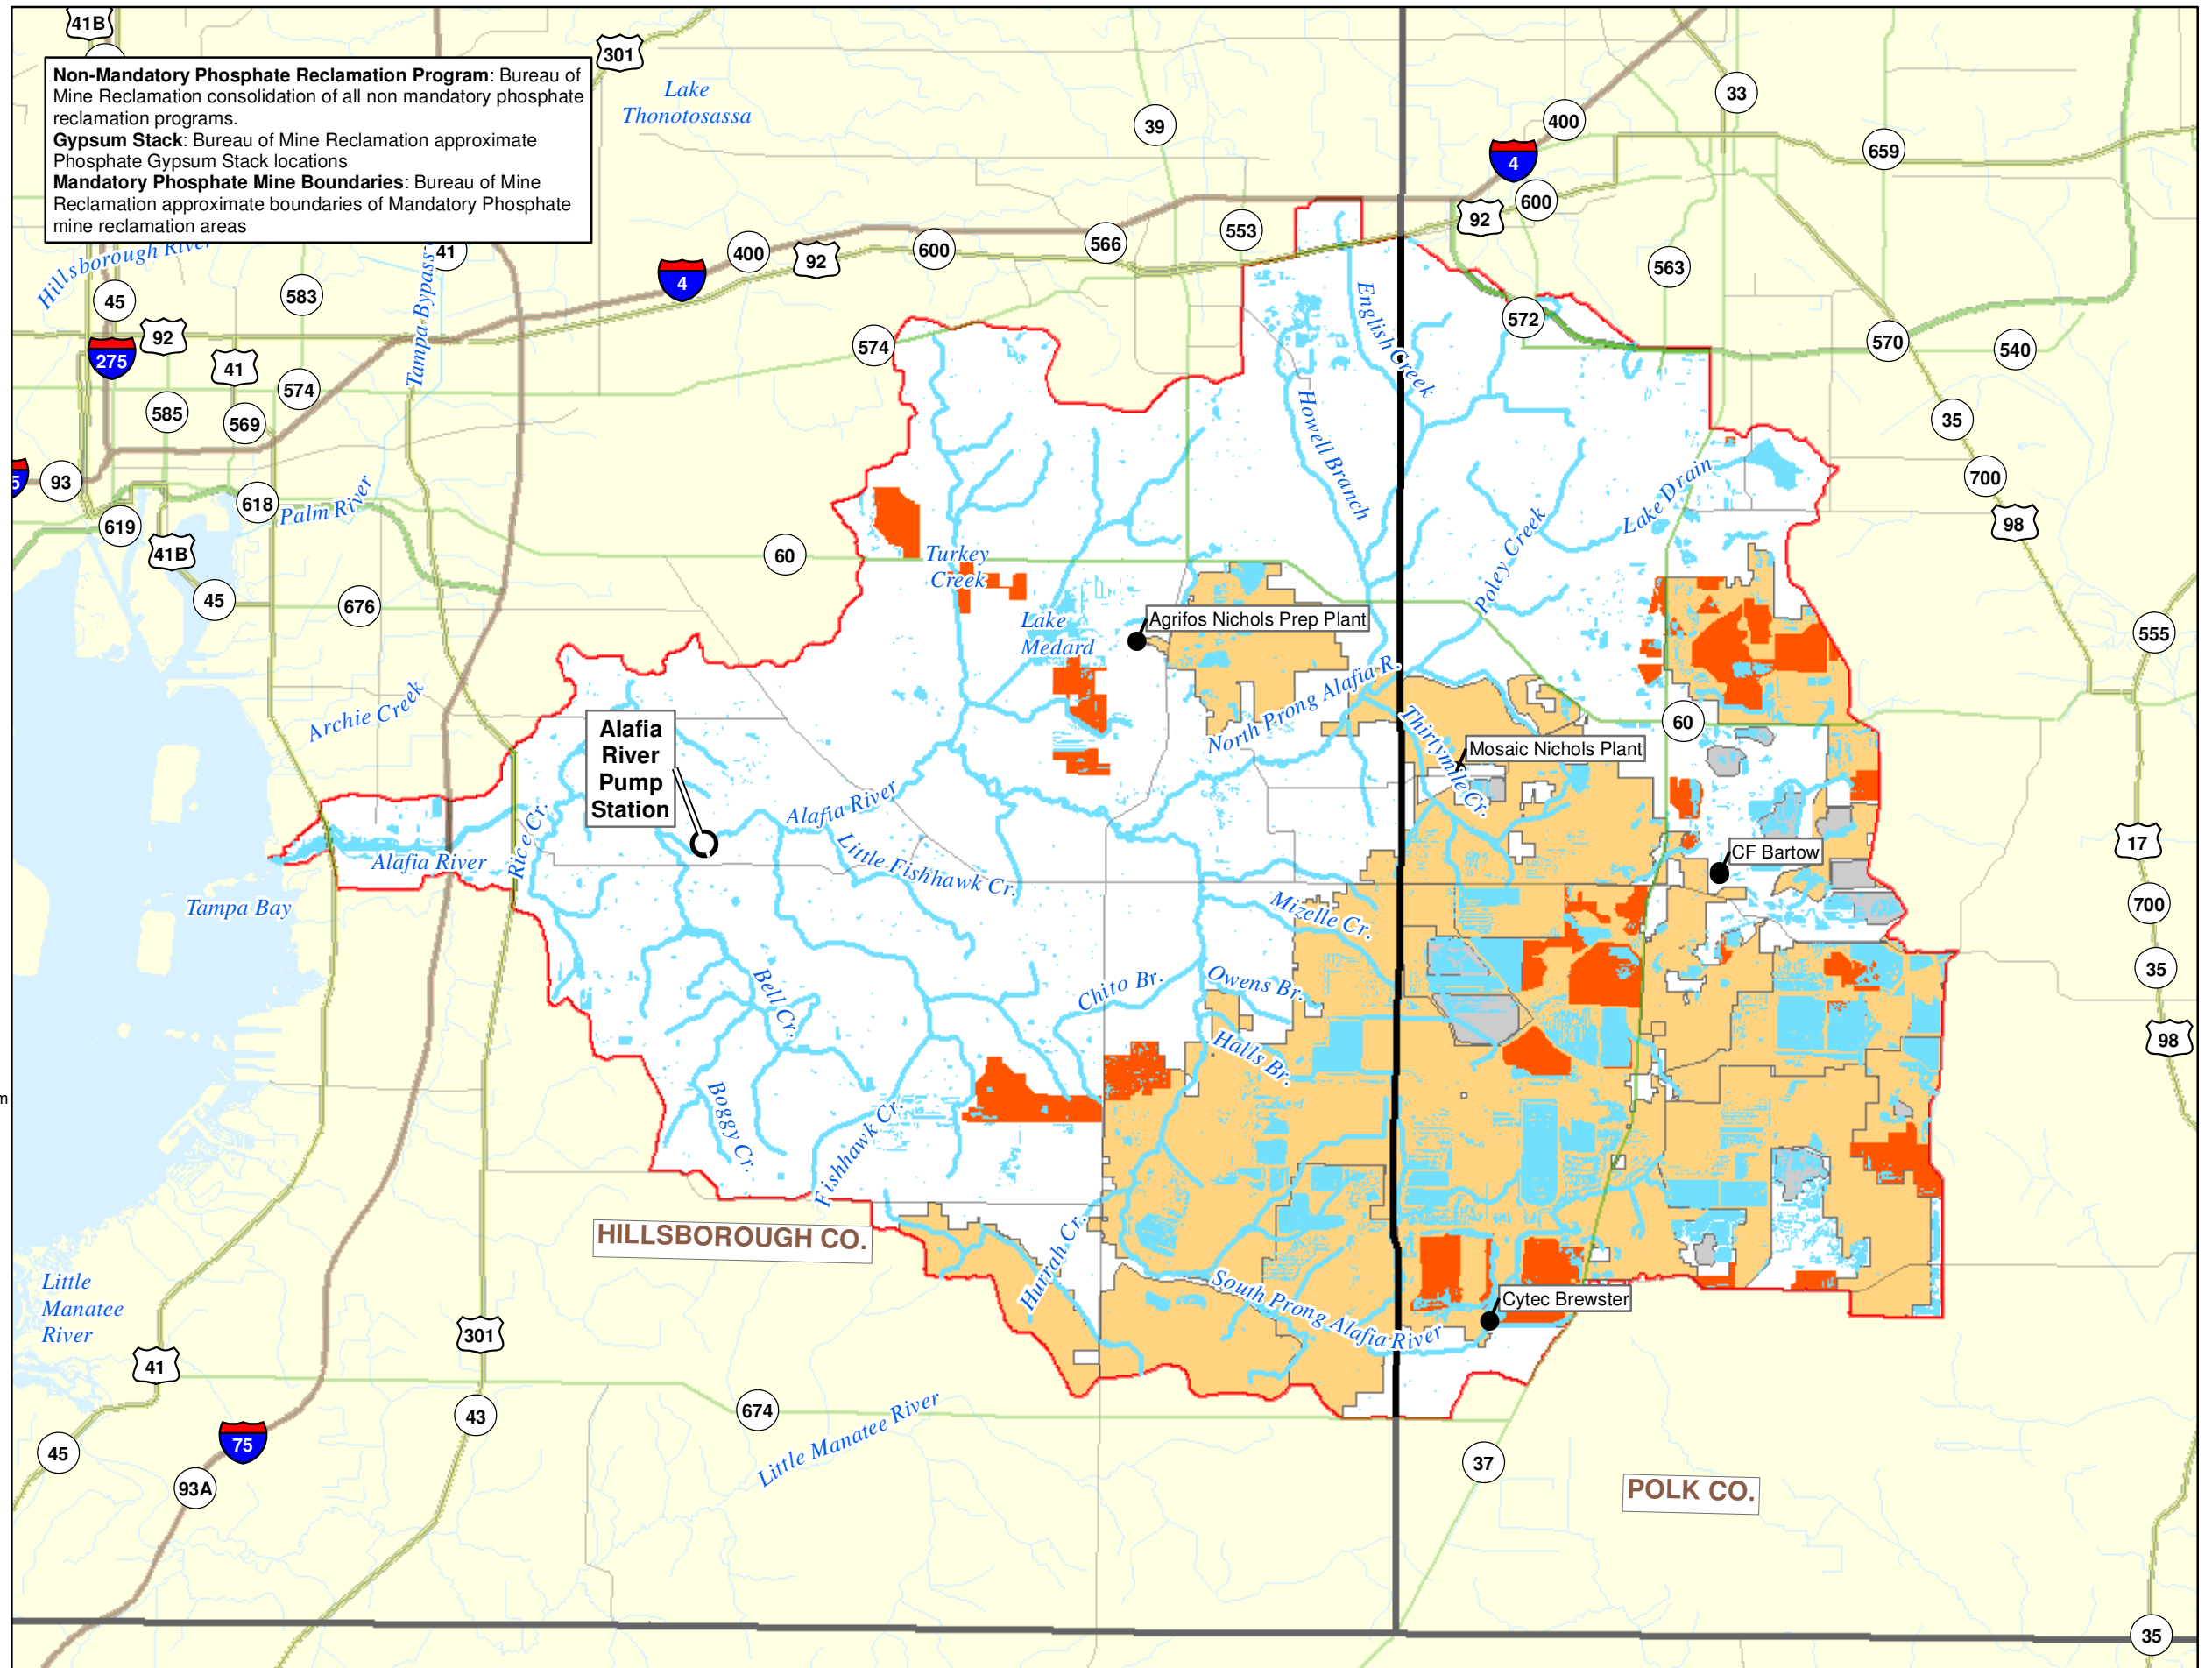 41B
301
Non-Mandatory Phosphate Reclamation Program: Bureau of
Mine Reclamation consolidation of all non mandatory phosphate
reclamation programs.
Gypsum Stack: Bureau of Mine Reclamation approximate
Phosphate Gypsum Stack locations
Mandatory Phosphate Mine Boundaries: Bureau of Mine
Reclamation approximate boundaries of Mandatory Phosphate
mine reclamation areas
Lake
Thonotosassa
39
33
400
4
659
600
92
553
566
600
92
400
4
563
41
Hillsborough River
Tampa Bypass
45
583
92
275
41
574
585
569
574
572
570
540
English Creek
Howell Branch
35
700
98
93
5
618
619
Palm River
41B
45
676
60
Turkey
Creek
Lake Drain
Poley Creek
Lake
Medard
Agrifos Nichols Prep Plant
555
Archie Creek
North Prong Alafia R.
Thirtymile Cr.
60
Mosaic Nichols Plant
Alafia
River
Pump
Station
Alafia River
Rice Cr.
Alafia River
Little Fishhawk Cr.
CF Bartow
17
Tampa Bay
700
Mizelle Cr.
35
Bell Cr.
Chito Br.
Owens Br.
98
Halls Br.
m
Boggy Cr.
Fishhawk Cr.
HILLSBOROUGH CO.
Hurrah Cr.
South Prong Alafia River
Cytec Brewster
Little
Manatee
River
301
41
674
43
Little Manatee River
75
45
93A
37
POLK CO.
35